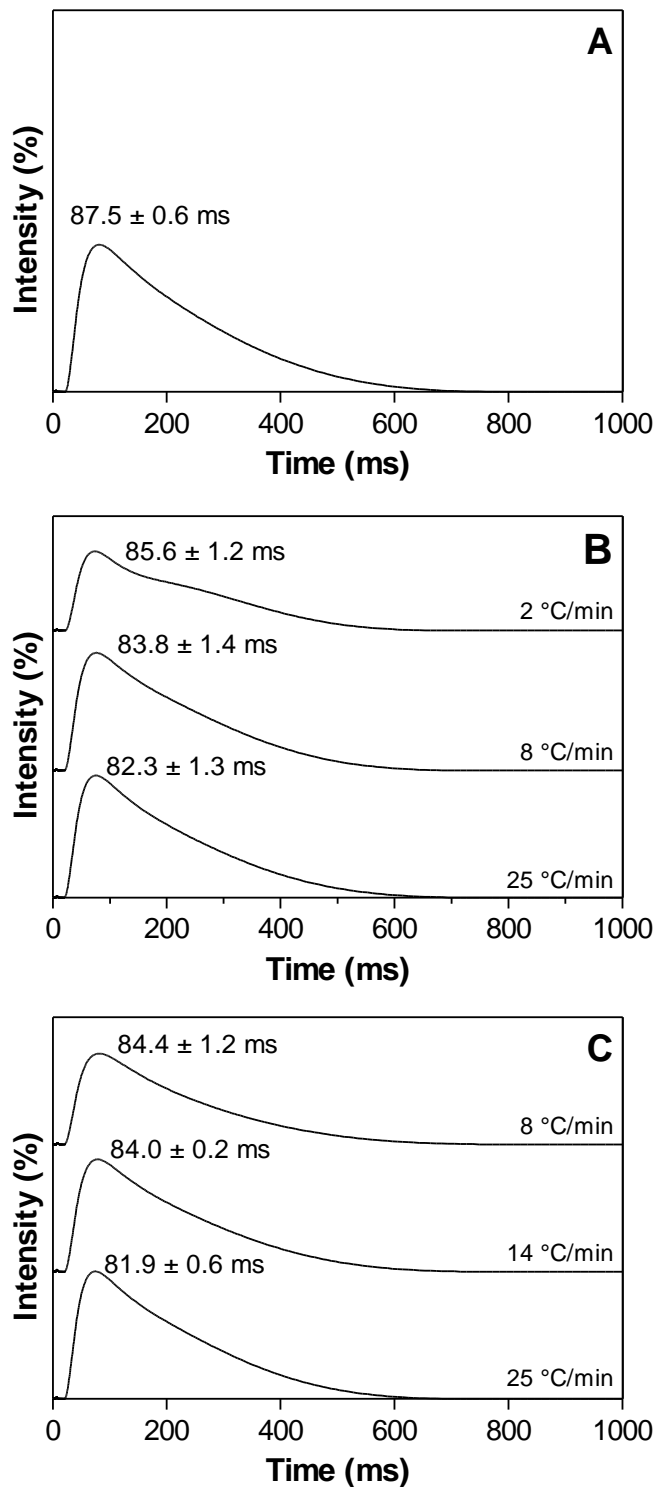 A
Intensity (%)
87.5 ± 0.6 ms
0 200 400 600 800 1000
Time (ms)
B
Intensity (%)
85.6 ± 1.2 ms
2 °C/min
83.8 ± 1.4 ms
8 °C/min
82.3 ± 1.3 ms
25 °C/min
0 200 400 600 800 1000
Time (ms)
C
Intensity (%)
84.4 ± 1.2 ms
8 °C/min
84.0 ± 0.2 ms
14 °C/min
81.9 ± 0.6 ms
25 °C/min
0 200 400 600 800 1000
Time (ms)